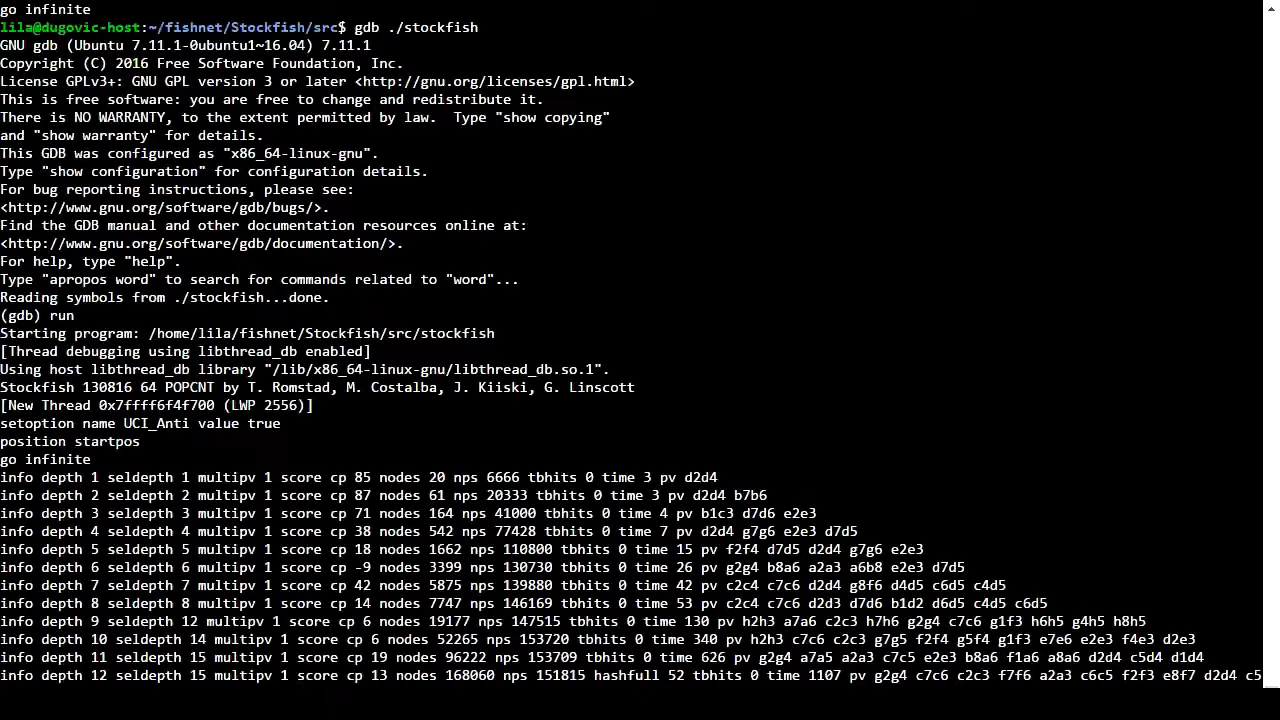 go infinite
lila@dugovic-host:~/fishnet/Stockfish/src$ gdb ./stockfish
GNU gdb (Ubuntu 7.11.1-0ubuntu1~16.04) 7.11.1
Copyright (C) 2016 Free Software Foundation, Inc.
License GPLv3+: GNU GPL version 3 or later <http://gnu.org/licenses/gpl.html>
This is free software: you are free to change and redistribute it.
There is NO WARRANTY, to the extent permitted by law.  Type "show copying"
and "show warranty" for details.
This GDB was configured as "x86_64-linux-gnu".
Type "show configuration" for configuration details.
For bug reporting instructions, please see:
<http://www.gnu.org/software/gdb/bugs/>.
Find the GDB manual and other documentation resources online at:
<http://www.gnu.org/software/gdb/documentation/>.
For help, type "help".
Type "apropos word" to search for commands related to "word"...
Reading symbols from ./stockfish...done.
(gdb) run
Starting program: /home/lila/fishnet/Stockfish/src/stockfish
[Thread debugging using libthread_db enabled]
Using host libthread_db library "/lib/x86_64-linux-gnu/libthread_db.so.1".
Stockfish 130816 64 POPCNT by T. Romstad, M. Costalba, J. Kiiski, G. Linscott
[New Thread 0x7ffff6f4f700 (LWP 2556)]
setoption name UCI_Anti value true
position startpos
go infinite
info depth 1 seldepth 1 multipv 1 score cp 85 nodes 20 nps 6666 tbhits 0 time 3 pv d2d4
info depth 2 seldepth 2 multipv 1 score cp 87 nodes 61 nps 20333 tbhits 0 time 3 pv d2d4 b7b6
info depth 3 seldepth 3 multipv 1 score cp 71 nodes 164 nps 41000 tbhits 0 time 4 pv b1c3 d7d6 e2e3
info depth 4 seldepth 4 multipv 1 score cp 38 nodes 542 nps 77428 tbhits 0 time 7 pv d2d4 g7g6 e2e3 d7d5
info depth 5 seldepth 5 multipv 1 score cp 18 nodes 1662 nps 110800 tbhits 0 time 15 pv f2f4 d7d5 d2d4 g7g6 e2e3
info depth 6 seldepth 6 multipv 1 score cp -9 nodes 3399 nps 130730 tbhits 0 time 26 pv g2g4 b8a6 a2a3 a6b8 e2e3 d7d5
info depth 7 seldepth 7 multipv 1 score cp 42 nodes 5875 nps 139880 tbhits 0 time 42 pv c2c4 c7c6 d2d4 g8f6 d4d5 c6d5 c4d5
info depth 8 seldepth 8 multipv 1 score cp 14 nodes 7747 nps 146169 tbhits 0 time 53 pv c2c4 c7c6 d2d3 d7d6 b1d2 d6d5 c4d5 c6d5
info depth 9 seldepth 12 multipv 1 score cp 6 nodes 19177 nps 147515 tbhits 0 time 130 pv h2h3 a7a6 c2c3 h7h6 g2g4 c7c6 g1f3 h6h5 g4h5 h8h5
info depth 10 seldepth 14 multipv 1 score cp 6 nodes 52265 nps 153720 tbhits 0 time 340 pv h2h3 c7c6 c2c3 g7g5 f2f4 g5f4 g1f3 e7e6 e2e3 f4e3 d2e3
info depth 11 seldepth 15 multipv 1 score cp 19 nodes 96222 nps 153709 tbhits 0 time 626 pv g2g4 a7a5 a2a3 c7c5 e2e3 b8a6 f1a6 a8a6 d2d4 c5d4 d1d4
info depth 12 seldepth 15 multipv 1 score cp 13 nodes 168060 nps 151815 hashfull 52 tbhits 0 time 1107 pv g2g4 c7c6 c2c3 f7f6 a2a3 c6c5 f2f3 e8f7 d2d4 c5